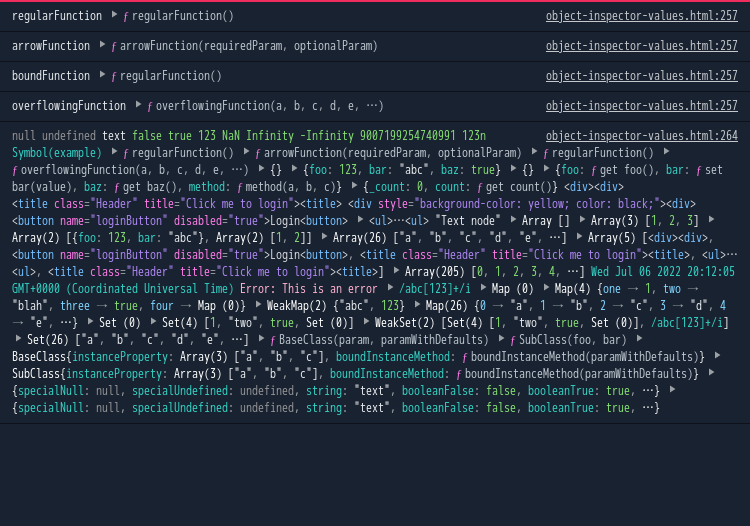 regularFunction ▶ ƒ regularFunction() object-inspector-values.html:257
arrowFunction ▶ ƒ arrowFunction(requiredParam, optionalParam) object-inspector-values.html:257
boundFunction ▶ ƒ regularFunction() object-inspector-values.html:257
overflowingFunction ▶ ƒ overflowingFunction(a, b, c, d, e, …) object-inspector-values.html:257
null undefined text false true 123 NaN Infinity -Infinity 9007199254740991 123n object-inspector-values.html:264
Symbol(example) ▶ ƒ regularFunction() ▶ ƒ arrowFunction(requiredParam, optionalParam) ▶ ƒ regularFunction() ▶
ƒ overflowingFunction(a, b, c, d, e, …) ▶ {} ▶ {foo: 123, bar: "abc", baz: true} ▶ {} ▶ {foo: ƒ get foo(), bar: ƒ set
bar(value), baz: ƒ get baz(), method: ƒ method(a, b, c)} ▶ {_count: 0, count: ƒ get count()} <div><div>
<title class="Header" title="Click me to login"><title> <div style="background-color: yellow; color: black;"><div>
<button name="loginButton" disabled="true">Login<button> ▶ <ul>⋯<ul> "Text node" ▶ Array [] ▶ Array(3) [1, 2, 3] ▶
Array(2) [{foo: 123, bar: "abc"}, Array(2) [1, 2]] ▶ Array(26) ["a", "b", "c", "d", "e", …] ▶ Array(5) [<div><div>,
<button name="loginButton" disabled="true">Login<button>, <title class="Header" title="Click me to login"><title>, <ul>⋯
<ul>, <title class="Header" title="Click me to login"><title>] ▶ Array(205) [0, 1, 2, 3, 4, …] Wed Jul 06 2022 20:12:05
GMT+0000 (Coordinated Universal Time) Error: This is an error ▶ /abc[123]+/i ▶ Map (0) ▶ Map(4) {one → 1, two →
"blah", three → true, four → Map (0)} ▶ WeakMap(2) {"abc", 123} ▶ Map(26) {0 → "a", 1 → "b", 2 → "c", 3 → "d", 4
→ "e", …} ▶ Set (0) ▶ Set(4) [1, "two", true, Set (0)] ▶ WeakSet(2) [Set(4) [1, "two", true, Set (0)], /abc[123]+/i]
▶ Set(26) ["a", "b", "c", "d", "e", …] ▶ ƒ BaseClass(param, paramWithDefaults) ▶ ƒ SubClass(foo, bar) ▶
BaseClass{instanceProperty: Array(3) ["a", "b", "c"], boundInstanceMethod: ƒ boundInstanceMethod(paramWithDefaults)} ▶
SubClass{instanceProperty: Array(3) ["a", "b", "c"], boundInstanceMethod: ƒ boundInstanceMethod(paramWithDefaults)} ▶
{specialNull: null, specialUndefined: undefined, string: "text", booleanFalse: false, booleanTrue: true, …} ▶
{specialNull: null, specialUndefined: undefined, string: "text", booleanFalse: false, booleanTrue: true, …}